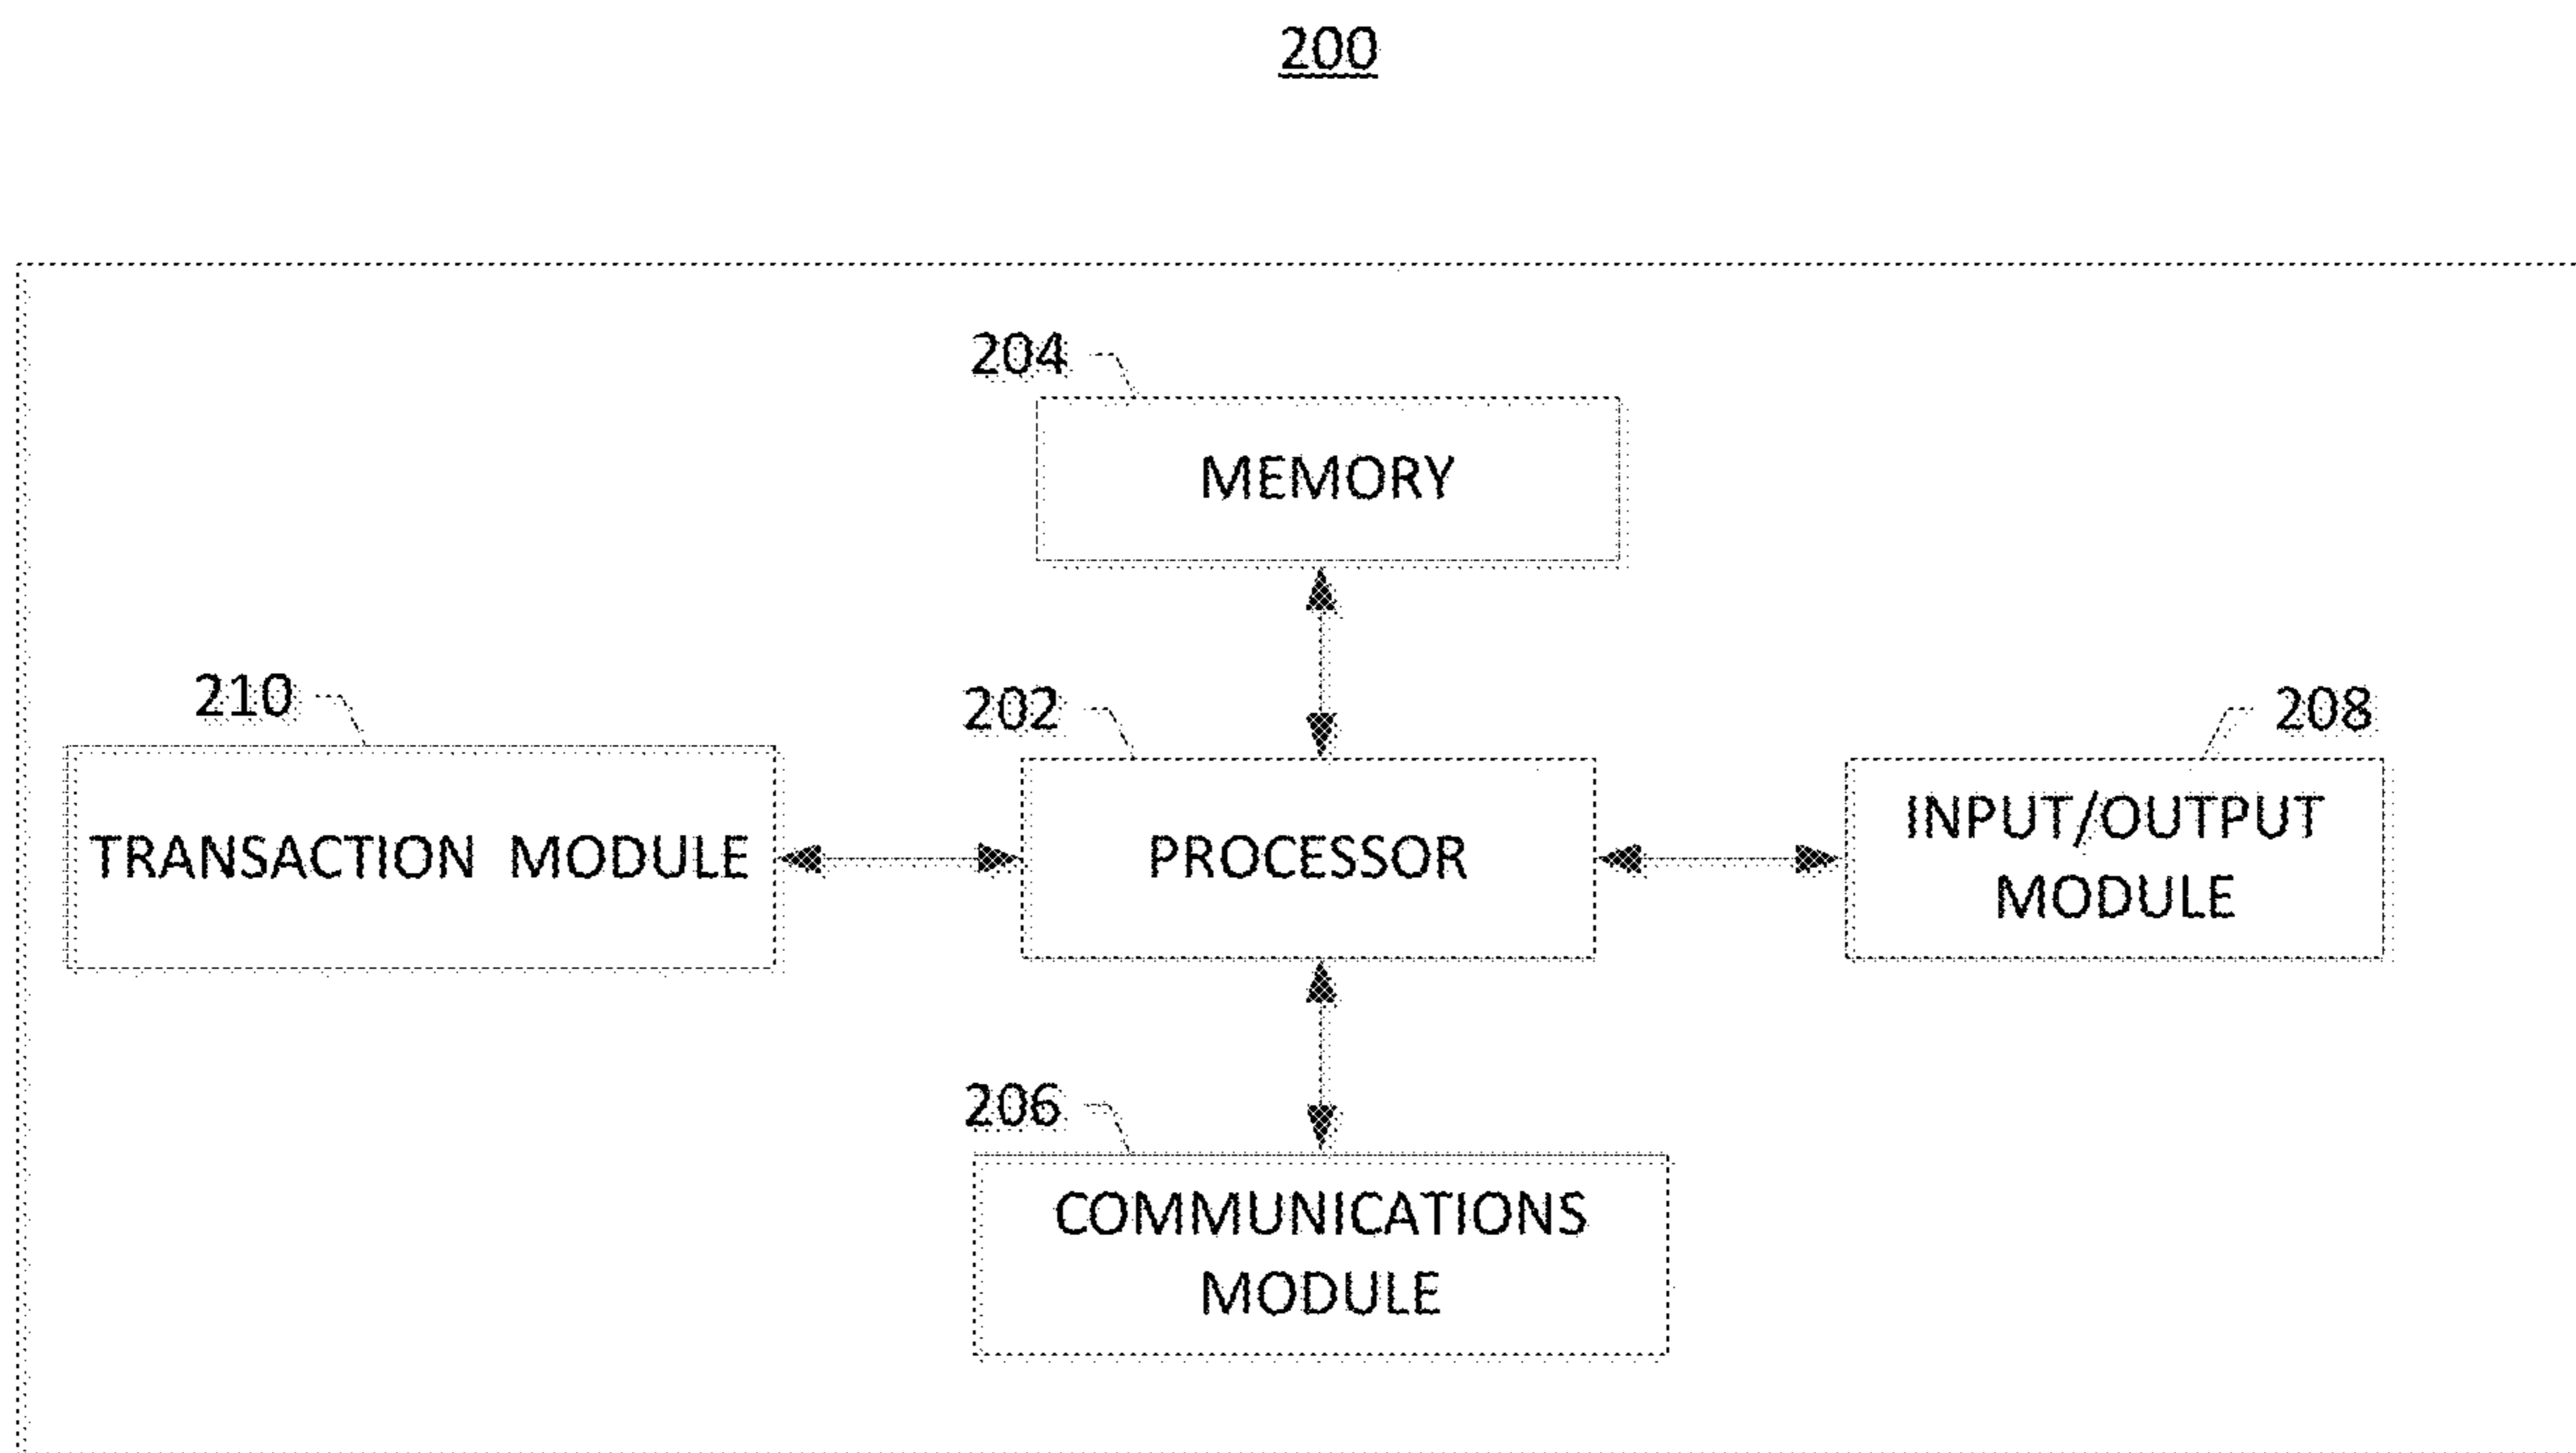 200
204
MEMORY
210
202
208
TRANSACTION MODULE
PROCESSOR
INPUT/OUTPUT
MODULE
206
COMMUNICATIONS
MODULE